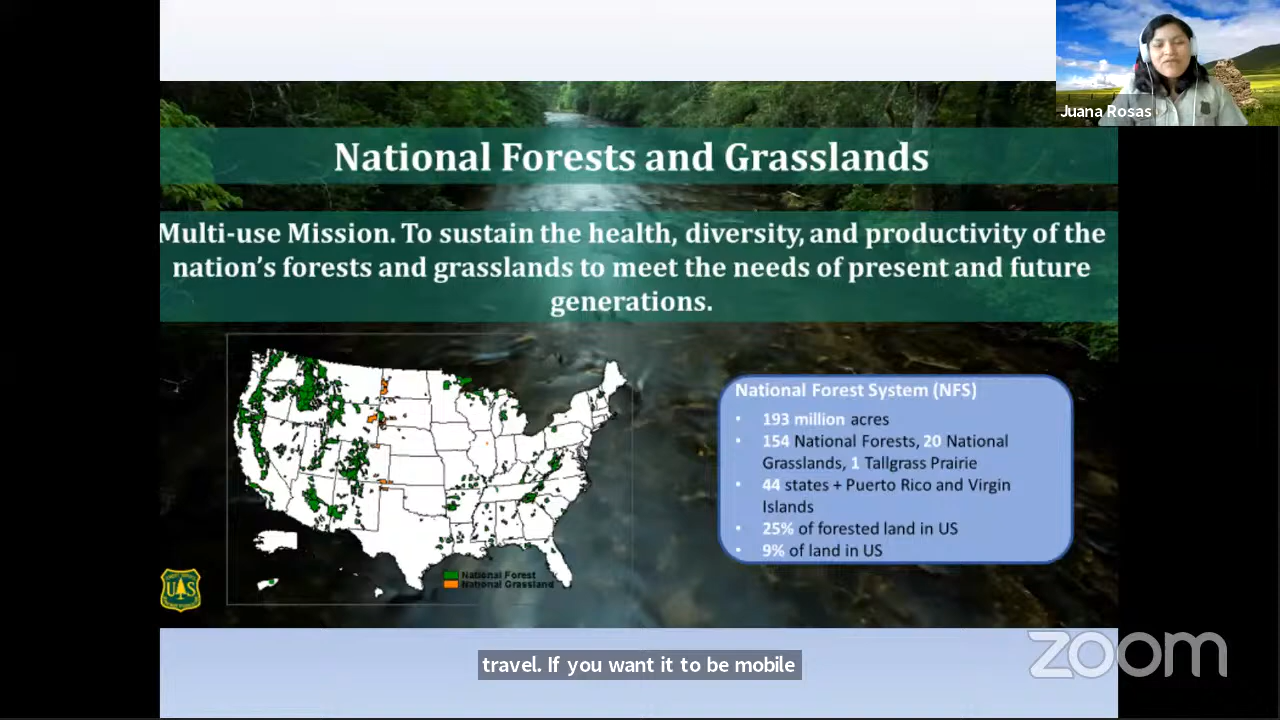 Juana Rosas
National Forests and Grasslands
Multi-use Mission. To sustain the health, diversity, and productivity of the
nation's forests and grasslands to meet the needs of present and future
generations.
National Forest System (NFS)
• 193 million acres
• 154 National Forests, 20 National
Grasslands, 1 Tallgrass Prairie
• 44 states + Puerto Rico and Virgin
Islands
• 25% of forested land in US
• 9% of land in US
National Forest
National Grassland
UAS
travel. If you want it to be mobile
zoom